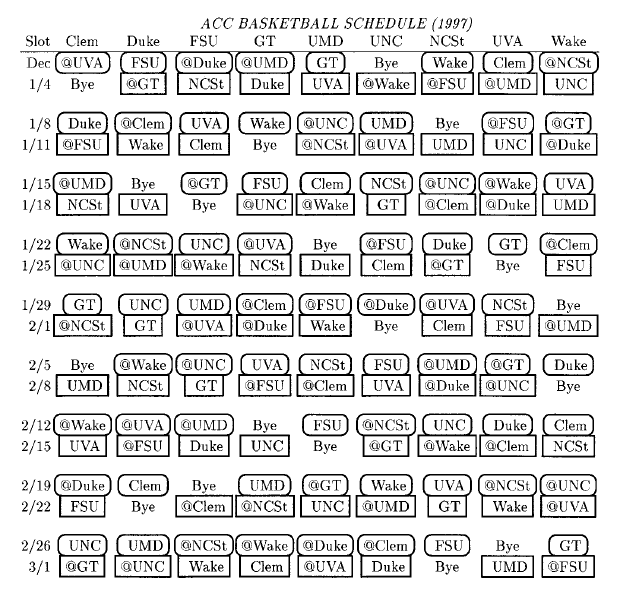 ACC BASKETBALL SCHEDULE (1997)
Slot Clem Duke FSU GT UMD UNC NCSt UVA Wake
Dec @UVA FSU @Duke @UMD GT Bye Wake Clem @NCSt
1/4 Bye @GT NCSt Duke UVA @Wake @FSU @UMD UNC
1/8 Duke @Clem UVA Wake @UNC UMD Bye @FSU @GT
1/11 @FSU Wake Clem Bye @NCSt @UVA UMD UNC @Duke
1/15 @UMD Bye @GT FSU Clem NCSt @UNC @Wake UVA
1/18 NCSt UVA Bye @UNC @Wake GT @Clem @Duke UMD
1/22 Wake @NCSt UNC @UVA Bye @FSU Duke GT @Clem
1/25 @UNC @UMD @Wake NCSt Duke Clem @GT Bye FSU
1/29 GT UNC UMD @Clem @FSU @Duke @UVA NCSt Bye
2/1 @NCSt GT @UVA @Duke Wake Bye Clem FSU @UMD
2/5 Bye @Wake @UNC UVA NCSt FSU @UMD @GT Duke
2/8 UMD NCSt GT @FSU @Clem UVA @Duke @UNC Bye
2/12 @Wake @UVA @UMD Bye FSU @NCSt UNC Duke Clem
2/15 UVA @FSU Duke UNC Bye @GT @Wake @Clem NCSt
2/19 @Duke Clem Bye UMD @GT Wake UVA @NCSt @UNC
2/22 FSU Bye @Clem @NCSt UNC @UMD GT Wake @UVA
2/26 UNC UMD @NCSt @Wake @Duke @Clem FSU Bye GT
3/1 @GT @UNC Wake Clem @UVA Duke Bye UMD @FSU